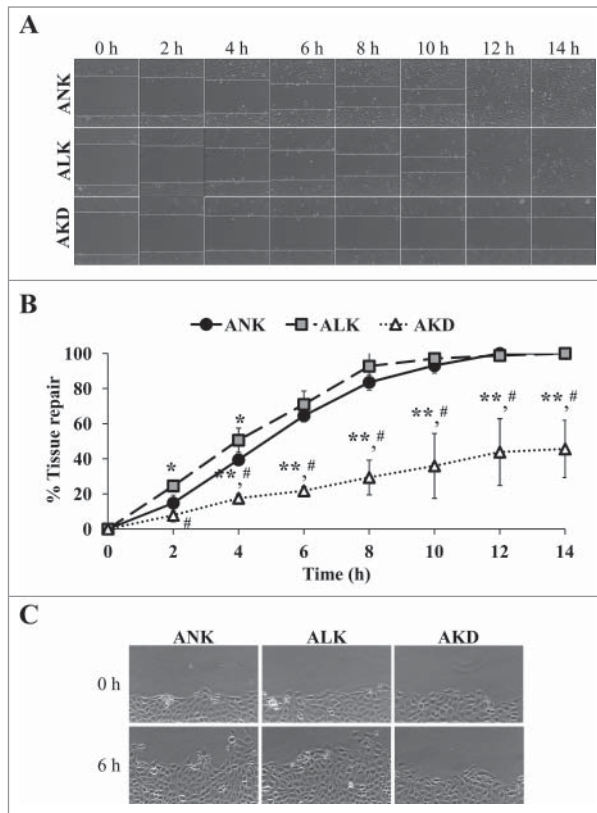 A
0 h 2 h 4 h 6 h 8 h 10 h 12 h 14 h
ANK
ALK
AKD
B
ANK ALK AKD
100
80
60
40
20
0
% Tissue repair
*
*
#
**,#
**,#
**,#
**,#
**,#
**,#
0 2 4 6 8 10 12 14
Time (h)
C
ANK ALK AKD
0 h
6 h